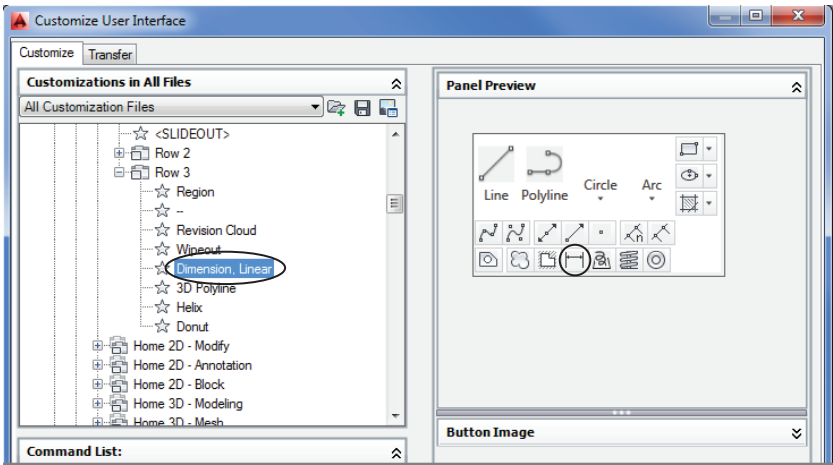 Customize User Interface
Customize Transfer
Customizations in All Files
All Customization Files
<SLIDEOUT>
Row 2
Row 3
Region
--
Revision Cloud
Wipeout
Dimension, Linear
3D Polyline
Helix
Donut
Home 2D - Modify
Home 2D - Annotation
Home 2D - Block
Home 3D - Modeling
Home 3D - Mesh
Command List:
Panel Preview
Line Polyline Circle Arc
Button Image